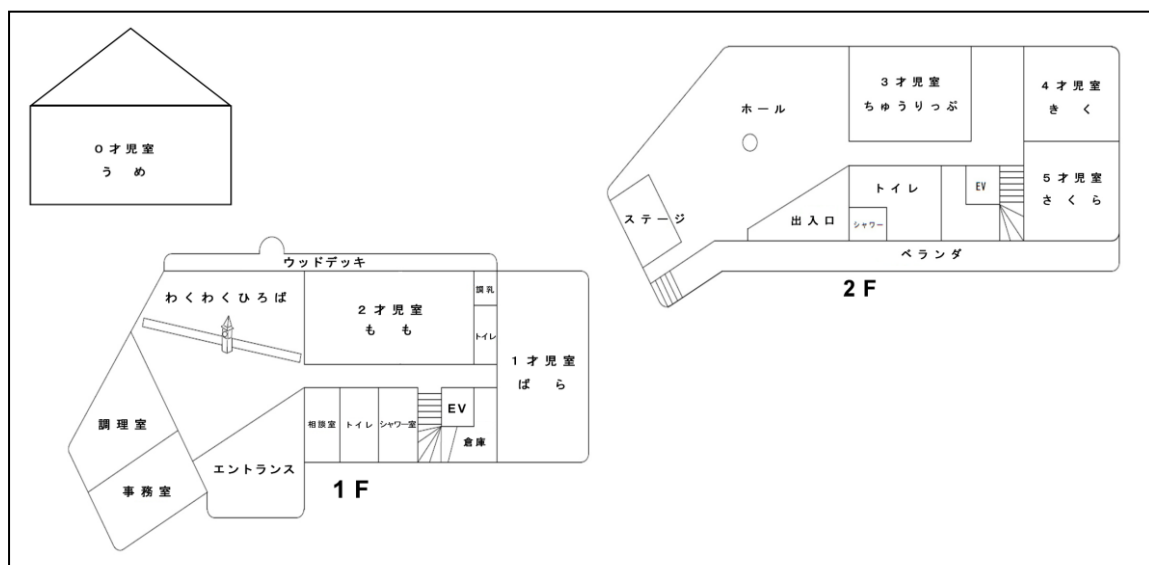 0才児室
うめ
ホール
3才児室
ちゅうりっぷ
4才児室
きく
5才児室
さくら
トイレ
EV
ステージ
出入口
シャワー
ベランダ
2F
ウッドデッキ
わくわくひろば
2才児室
もも
調乳
トイレ
1才児室
ばら
調理室
相談室
トイレ
シャワー室
EV
倉庫
エントランス
事務室
1F